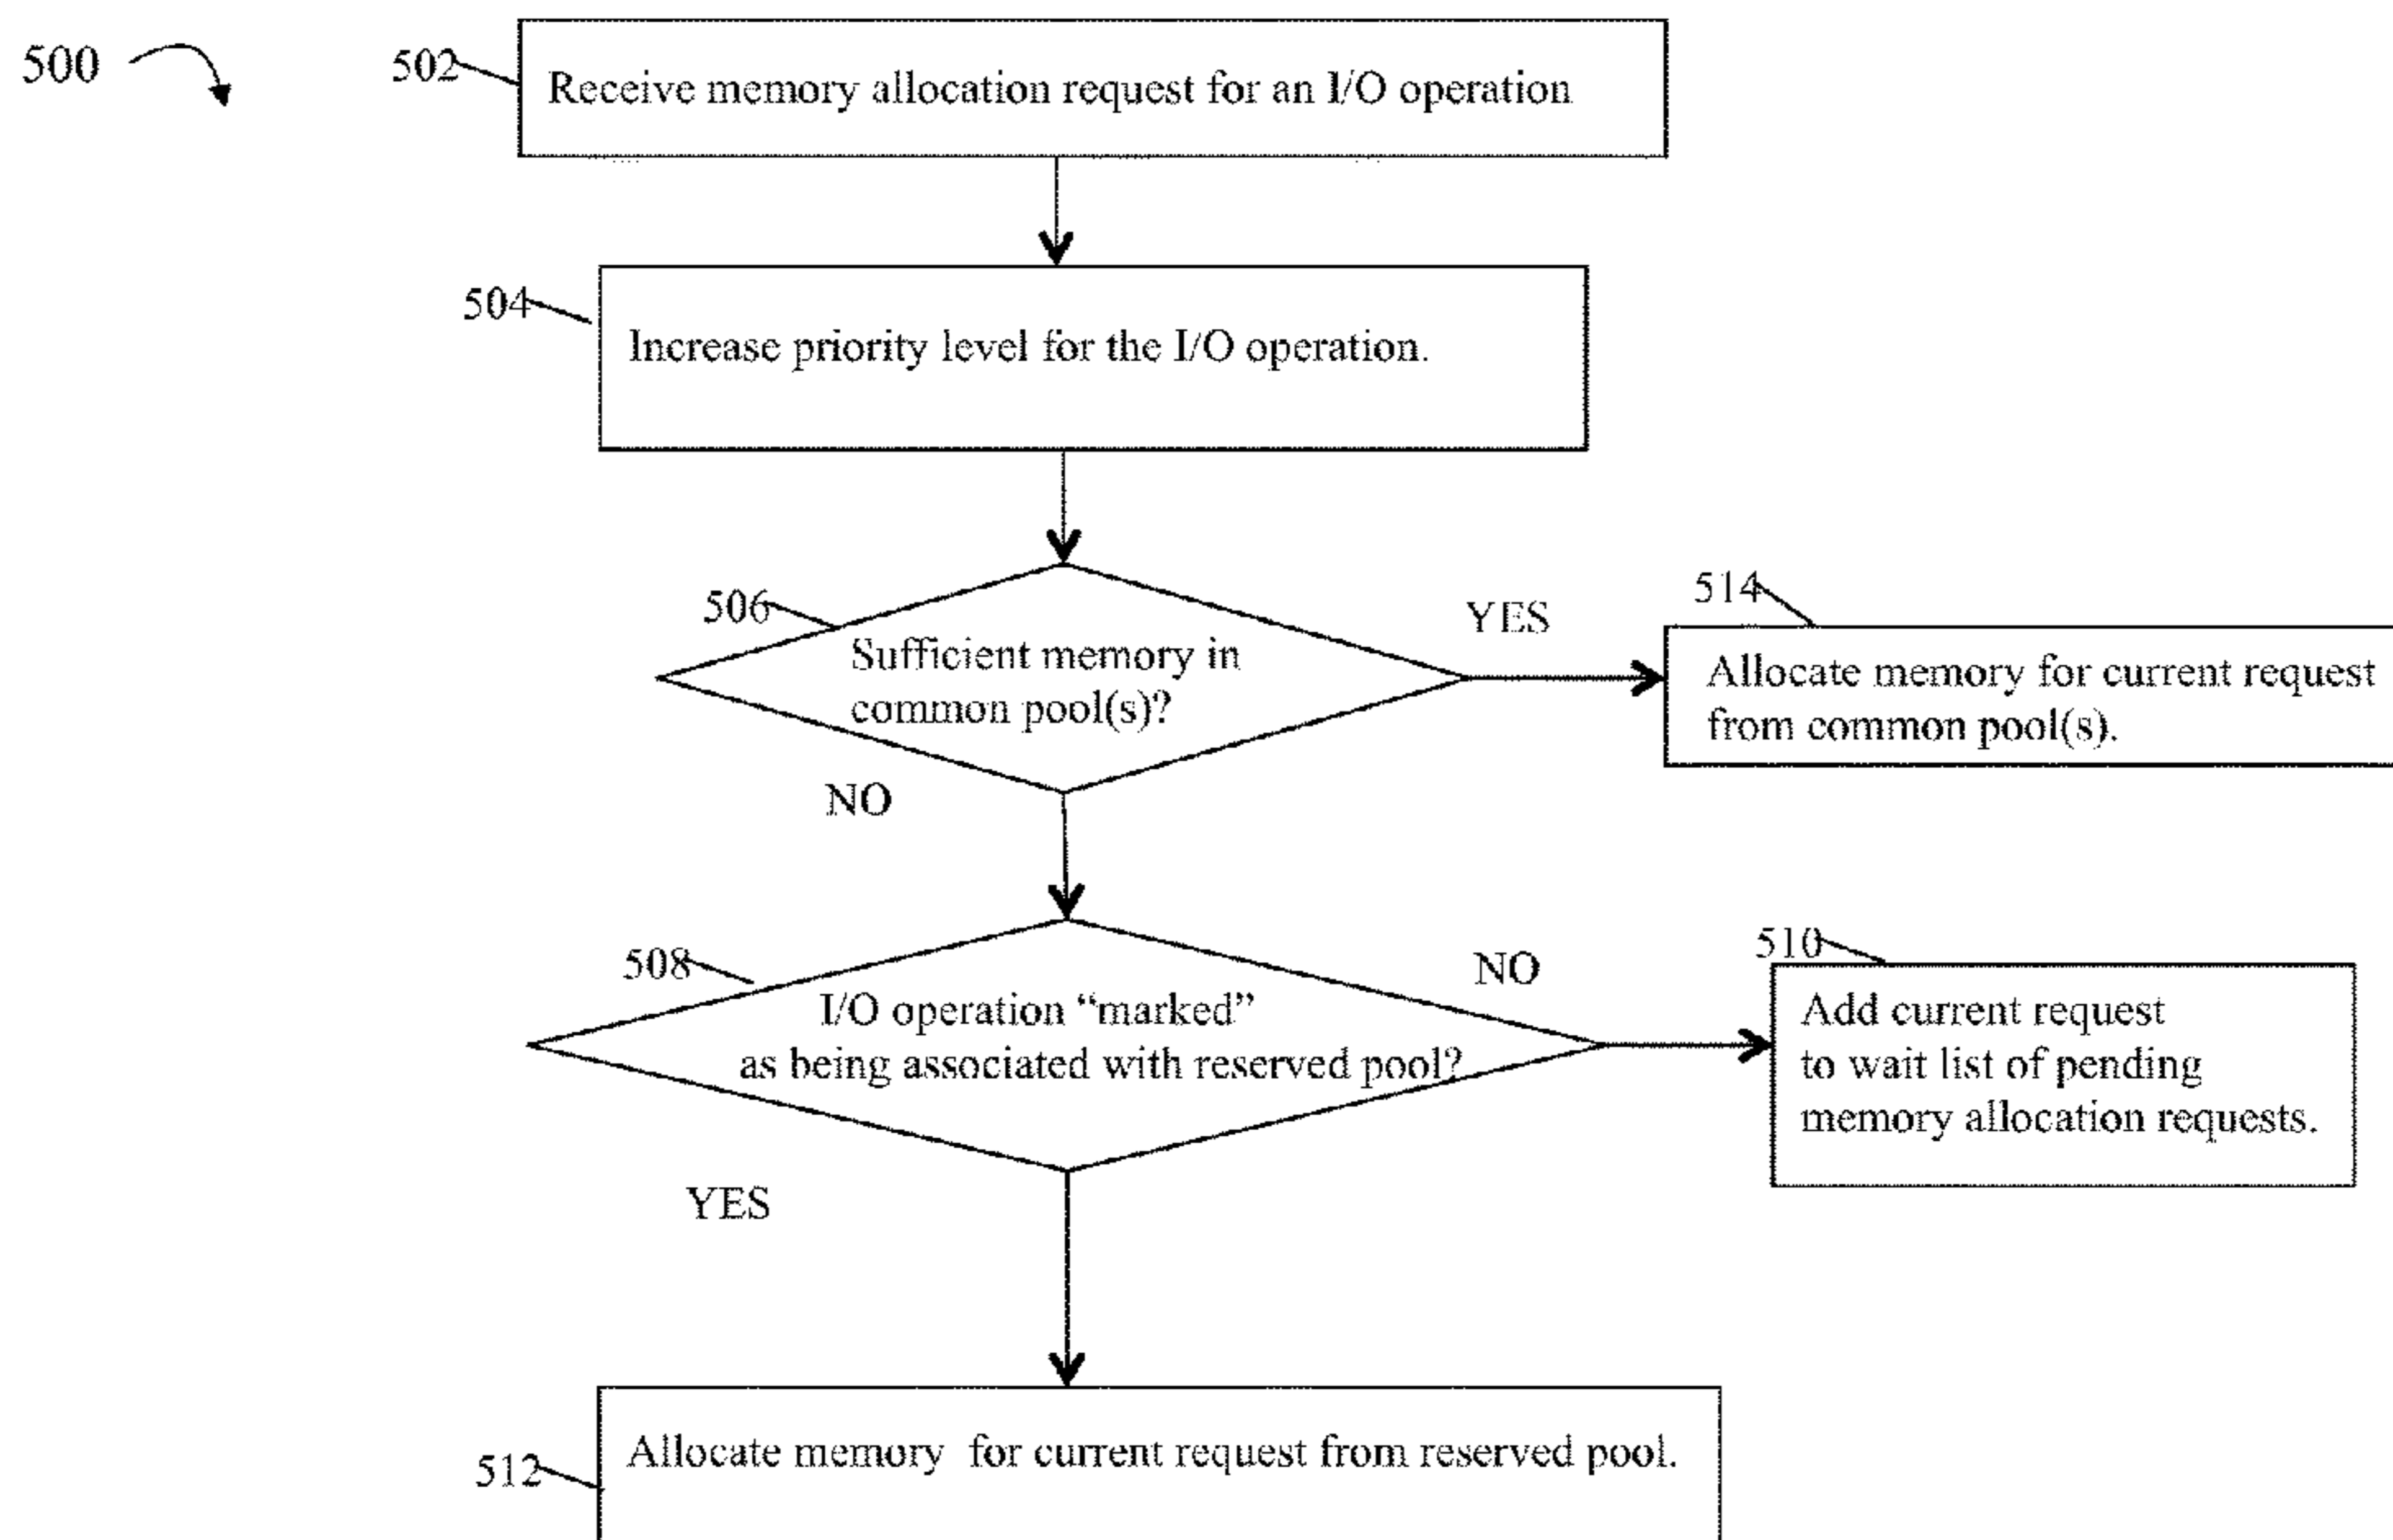 500
502
Receive memory allocation request for an I/O operation
504
Increase priority level for the I/O operation.
506
Sufficient memory in
common pool(s)?
YES
514
Allocate memory for current request
from common pool(s).
NO
508
I/O operation “marked”
as being associated with reserved pool?
NO
510
Add current request
to wait list of pending
memory allocation requests.
YES
512
Allocate memory for current request from reserved pool.